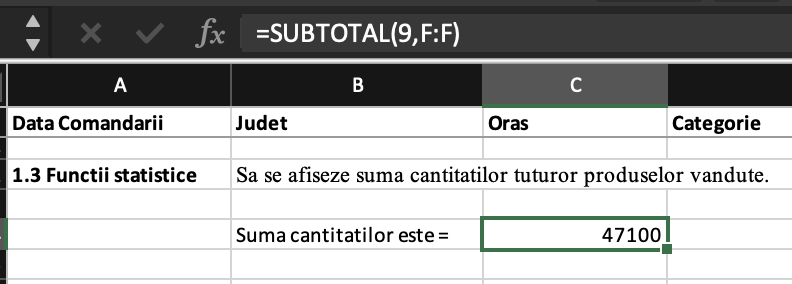 fx =SUBTOTAL(9,F:F)
A B C
Data Comandarii Judet Oras Categorie
1.3 Functii statistice Sa se afiseze suma cantitatilor tuturor produselor vandute.
Suma cantitatilor este = 47100